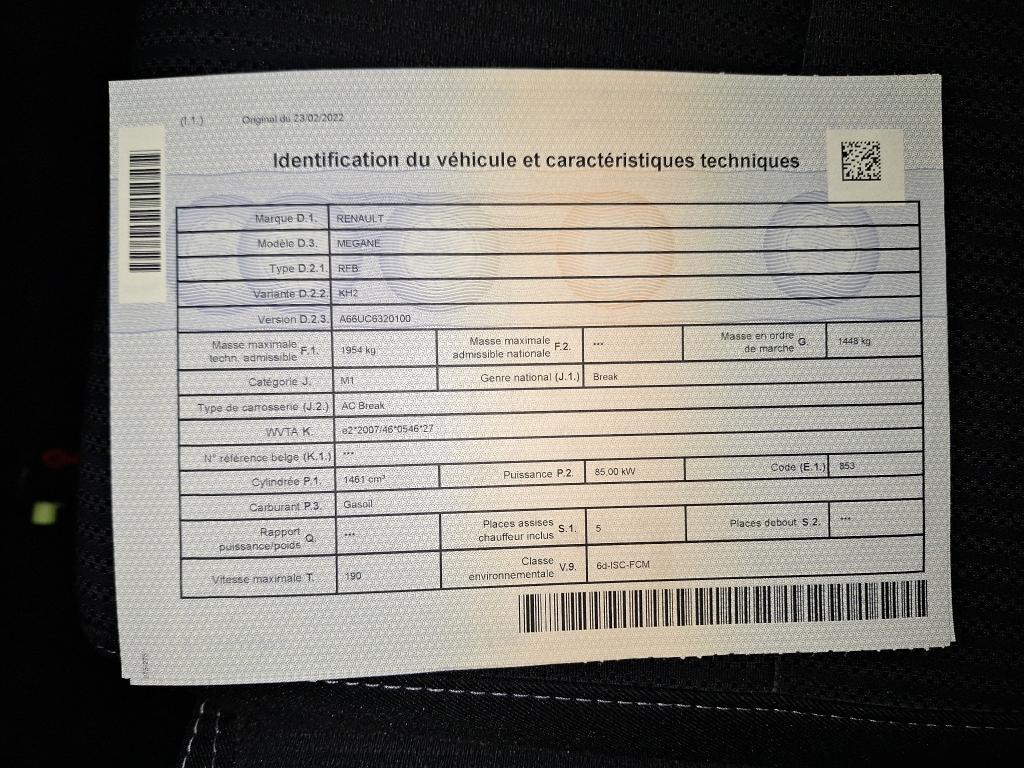 (I.1.) Original du 23/02/2022
Identification du véhicule et caractéristiques techniques
Marque D.1. RENAULT
Modèle D.3. MEGANE
Type D.2.1. RFB
Variante D.2.2. KH2
Version D.2.3. A66UC6320100
Masse maximale techn. admissible F.1. 1954 kg Masse maximale admissible nationale F.2. *** Masse en ordre de marche G. 1448 kg
Catégorie J. M1 Genre national (J.1.) Break
Type de carrosserie (J.2.) AC Break
WVTA K. e2*2007/46*0546*27
N° référence belge (K.1.) ***
Cylindrée P.1. 1461 cm³ Puissance P.2. 85,00 kW Code (E.1.) 853
Carburant P.3. Gasoil
Rapport puissance/poids Q. *** Places assises chauffeur inclus S.1. 5 Places debout S.2. ***
Vitesse maximale T. 190 Classe environnementale V.9. 6d-ISC-FCM